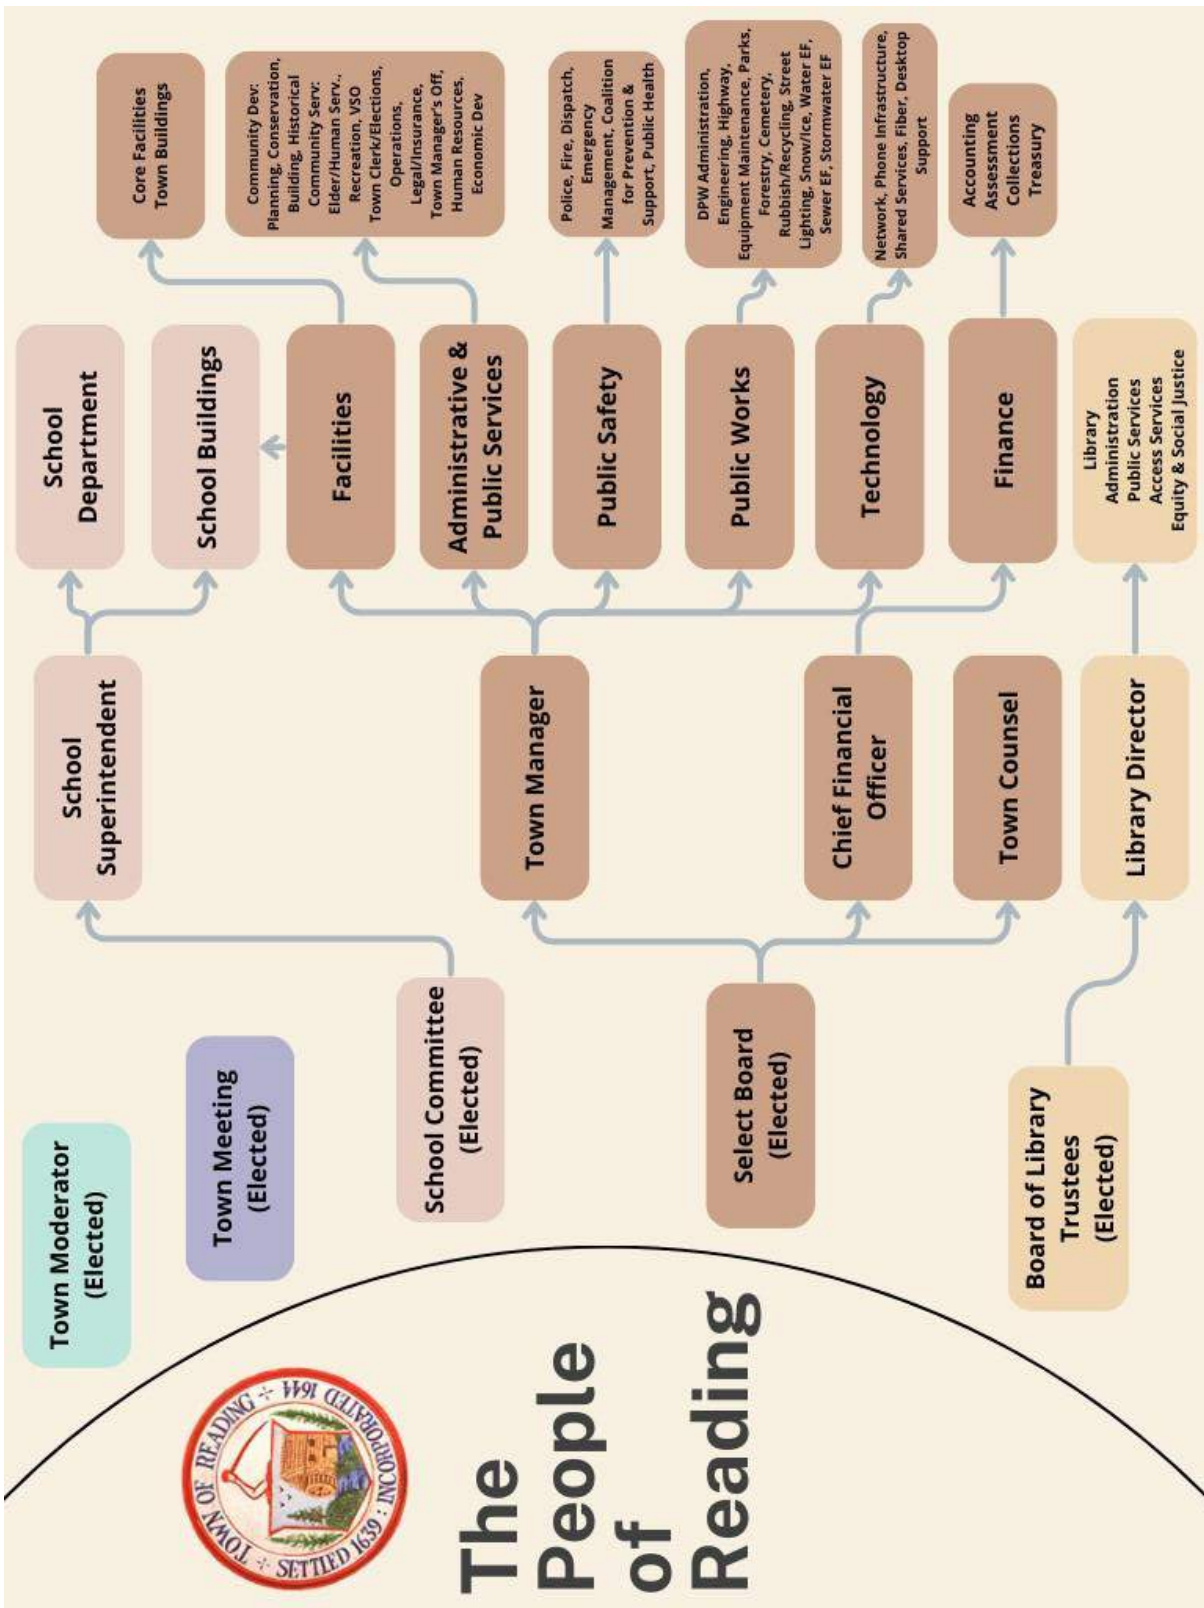 TOWN OF READING
SETTLED 1639 : INCORPORATED 1644
The
People
of
Reading
Town Moderator
(Elected)
Town Meeting
(Elected)
School Committee
(Elected)
Select Board
(Elected)
Board of Library
Trustees
(Elected)
School
Superintendent
Town Manager
Chief Financial
Officer
Town Counsel
Library Director
School
Department
School Buildings
Facilities
Administrative &
Public Services
Public Safety
Public Works
Technology
Finance
Library
Administration
Public Services
Access Services
Equity & Social Justice
Core Facilities
Town Buildings
Community Dev:
Planning, Conservation,
Building, Historical
Community Serv:
Elder/Human Serv.,
Recreation, VSO
Town Clerk/Elections,
Operations,
Legal/Insurance,
Town Manager's Off,
Human Resources,
Economic Dev
Police, Fire, Dispatch,
Emergency
Management, Coalition
for Prevention &
Support, Public Health
DPW Administration,
Engineering, Highway,
Equipment Maintenance, Parks,
Forestry, Cemetery,
Rubbish/Recycling, Street
Lighting, Snow/Ice, Water EF,
Sewer EF, Stormwater EF
Network, Phone Infrastructure,
Shared Services, Fiber, Desktop
Support
Accounting
Assessment
Collections
Treasury